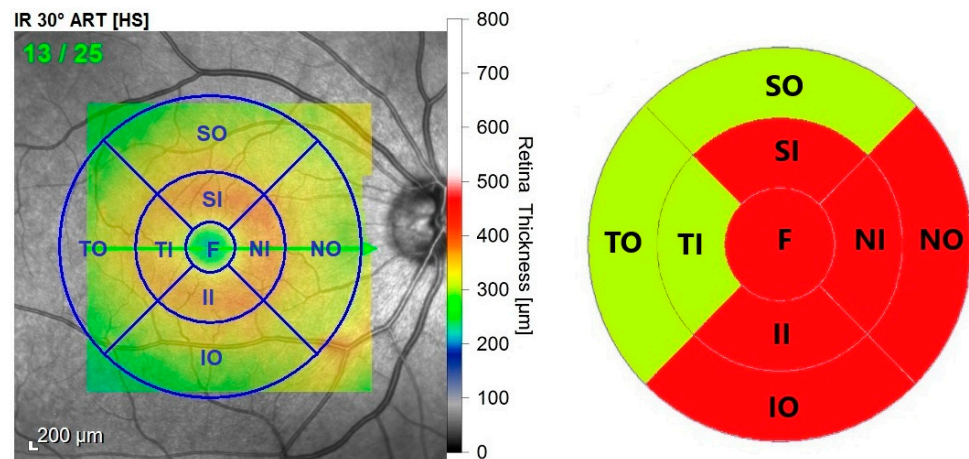 IR 30° ART [HS]
13 / 25
SO
SI
TO TI F NI NO
II
IO
200 µm
800
700
600
500
400
300
200
100
0
Retina Thickness [µm]
SO
SI
TO TI F NI NO
II
IO